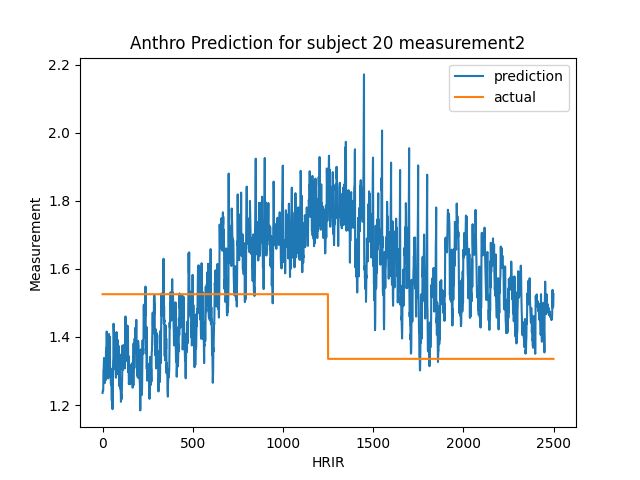 Anthro Prediction for subject 20 measurement2
2.2
2.0
1.8
1.6
1.4
1.2
Measurement
prediction
actual
0
500
1000
1500
2000
2500
HRIR